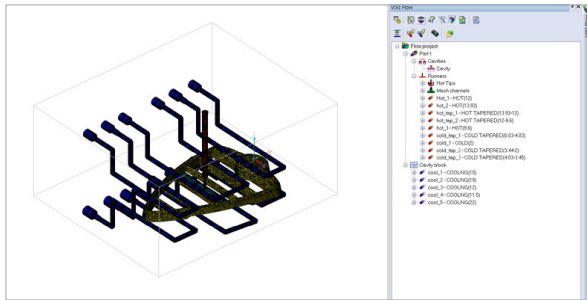 VISI Flow
Flow project
Part 1
Cavities
Cavity
Runners
Hot Tips
Mesh channels
Hot_1 - HOT(12)
hot_2 - HOT(13.93)
hot_tap_1 - HOT TAPERED(13.93-12)
hot_tap_2 - HOT TAPERED(12-9.6)
hot_3 - HOT(9.6)
cold_tap_1 - COLD TAPERED(6.03-4.03)
cold_1 - COLD(2)
cold_tap_2 - COLD TAPERED(3.44-2)
cold_tap_3 - COLD TAPERED(4.03-3.45)
Cavity block
cool_1 - COOLING(10)
cool_2 - COOLING(19)
cool_3 - COOLING(12)
cool_4 - COOLING(11.5)
cool_5 - COOLING(22)